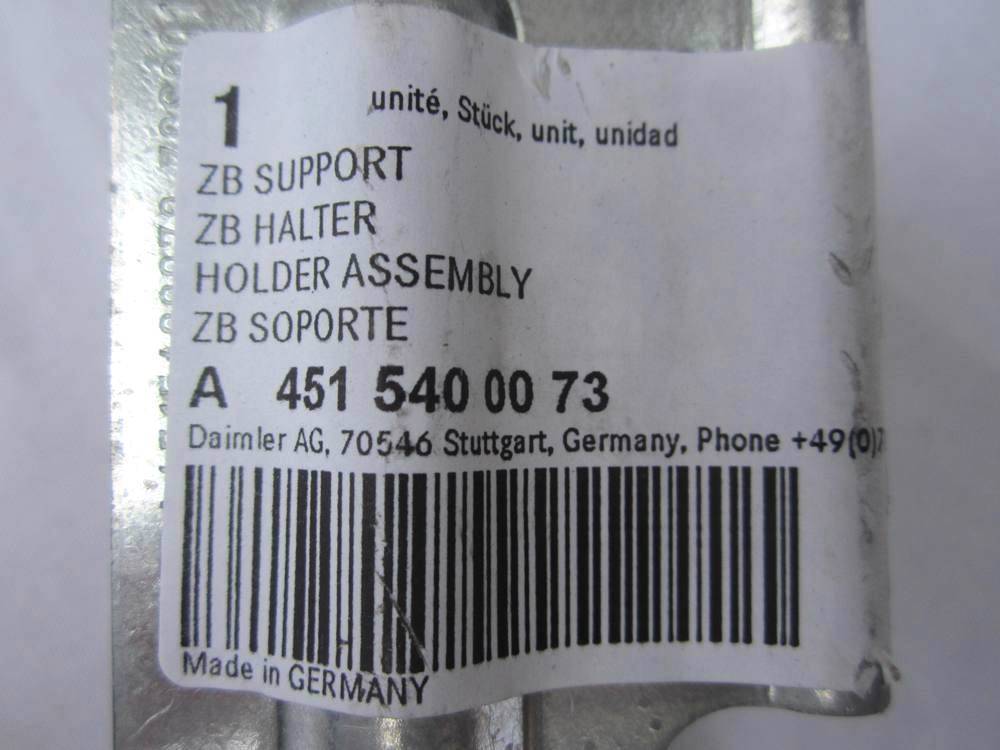 1 unité, Stück, unit, unidad
ZB SUPPORT
ZB HALTER
HOLDER ASSEMBLY
ZB SOPORTE
A 451 540 00 73
Daimler AG, 70546 Stuttgart, Germany, Phone +49(0)
Made in GERMANY